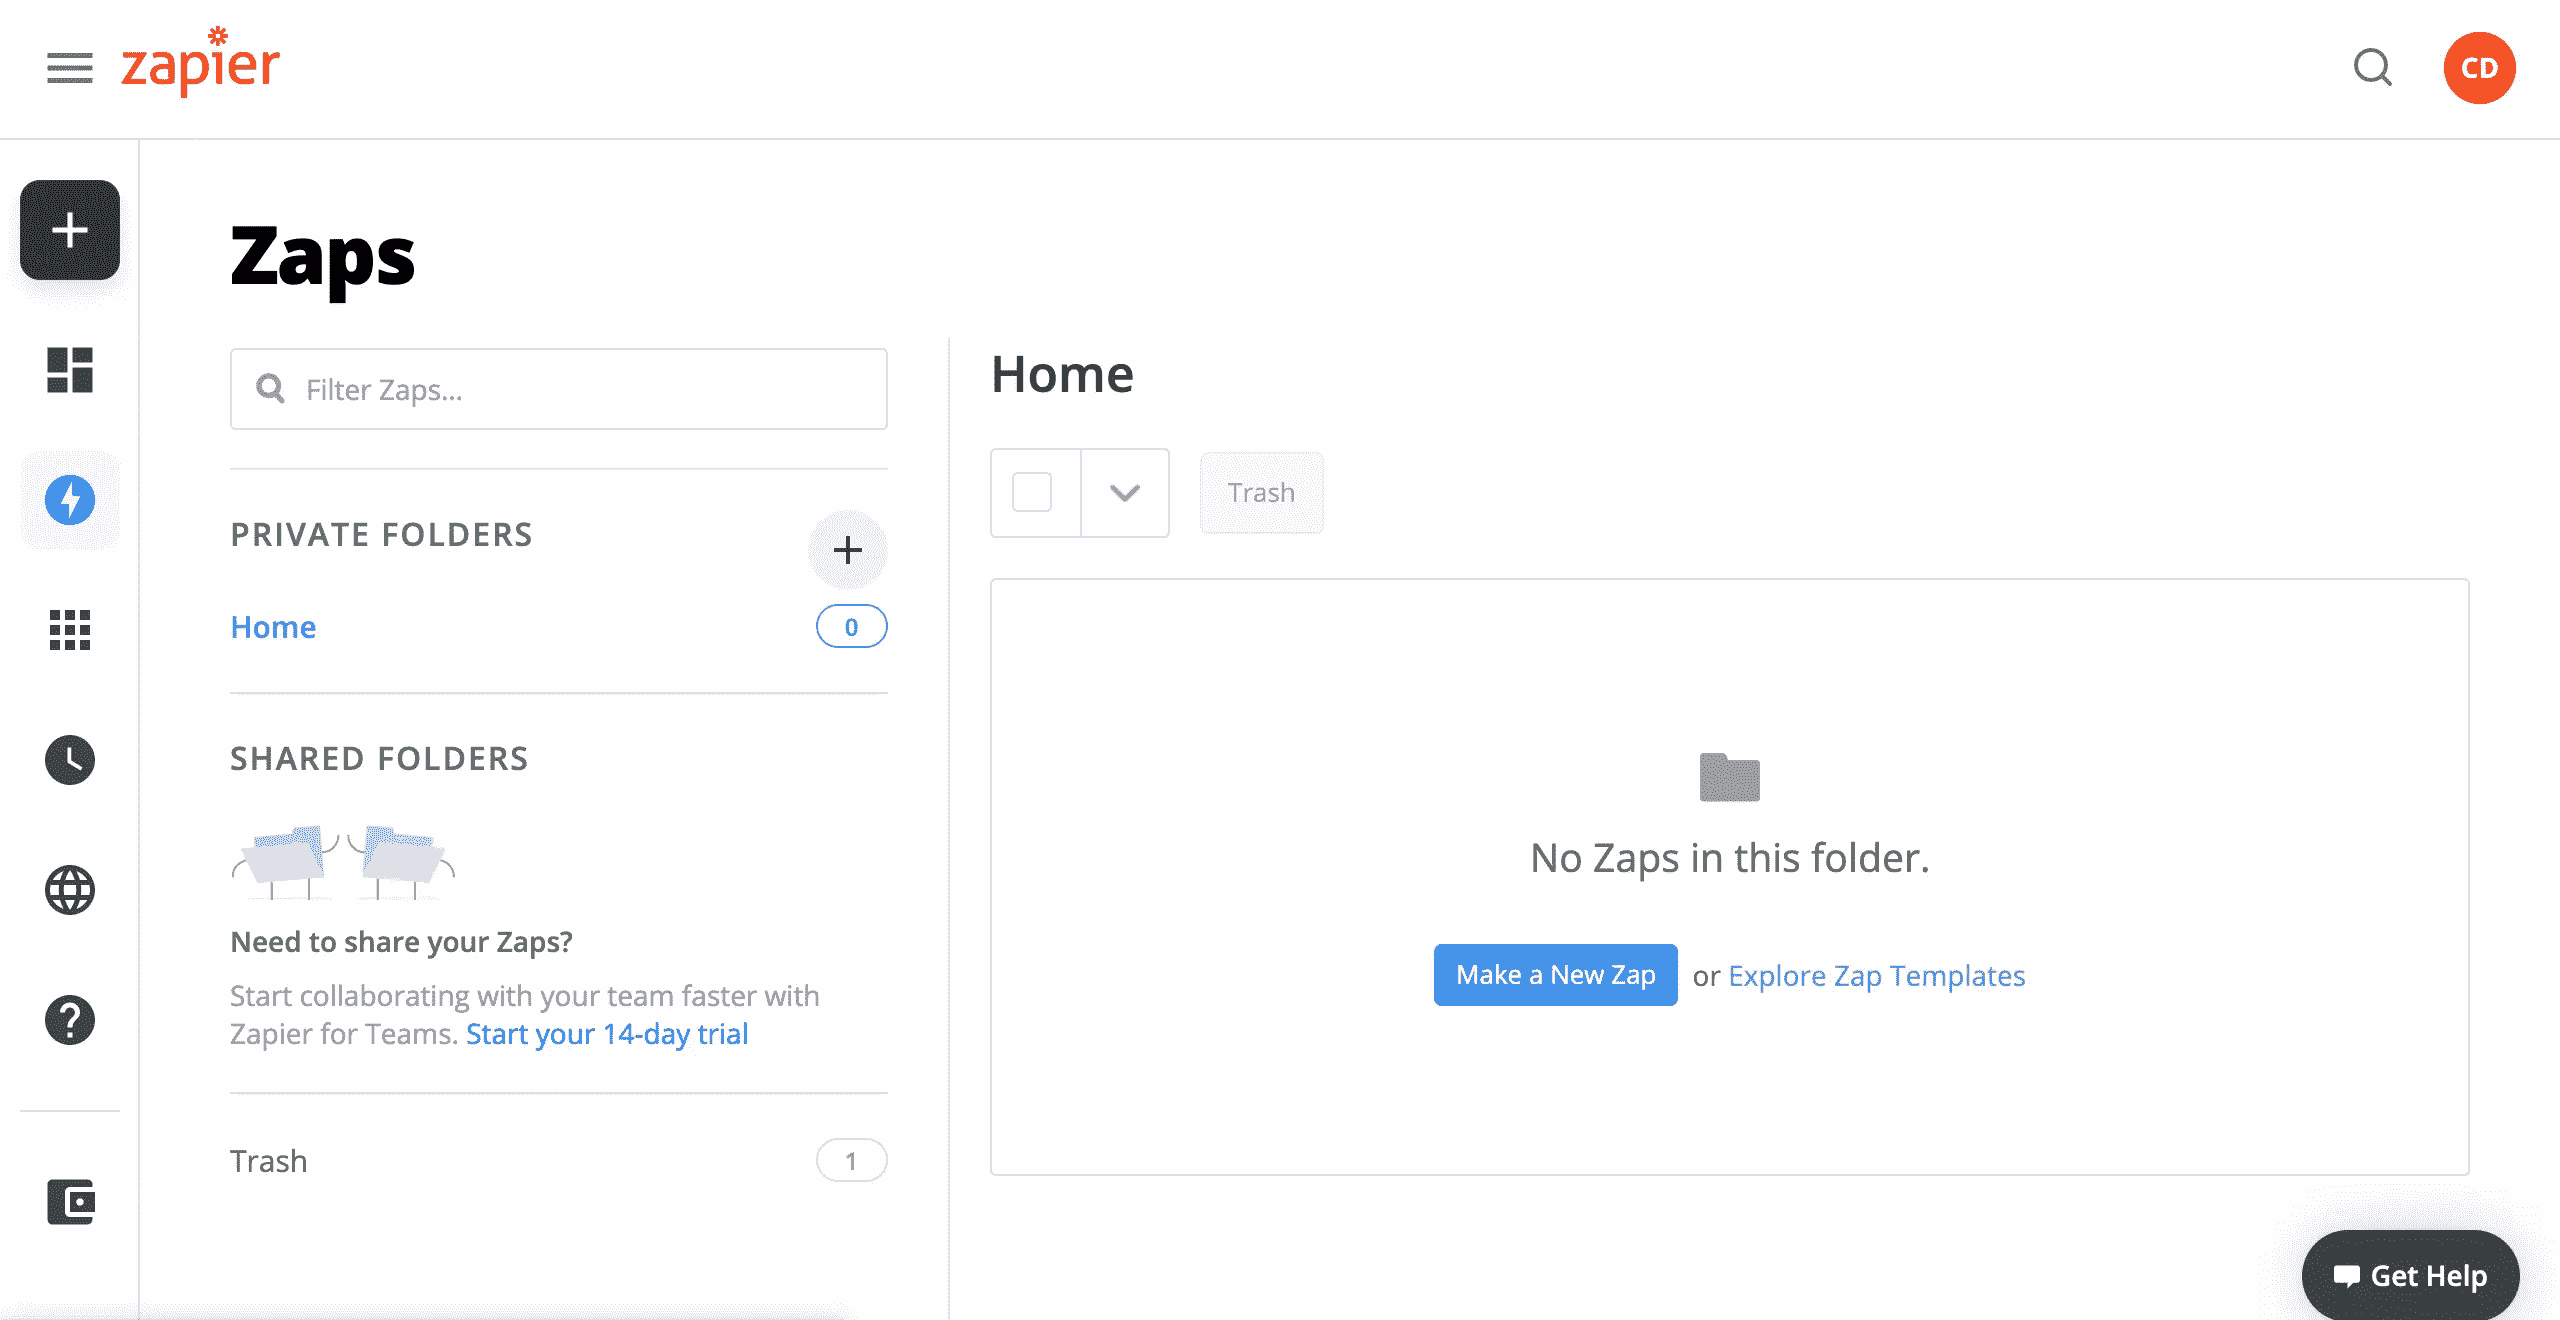 zapier
CD
Zaps
Filter Zaps...
PRIVATE FOLDERS
Home
0
SHARED FOLDERS
Need to share your Zaps?
Start collaborating with your team faster with
Zapier for Teams. Start your 14-day trial
Trash
1
Home
Trash
No Zaps in this folder.
Make a New Zap or Explore Zap Templates
Get Help